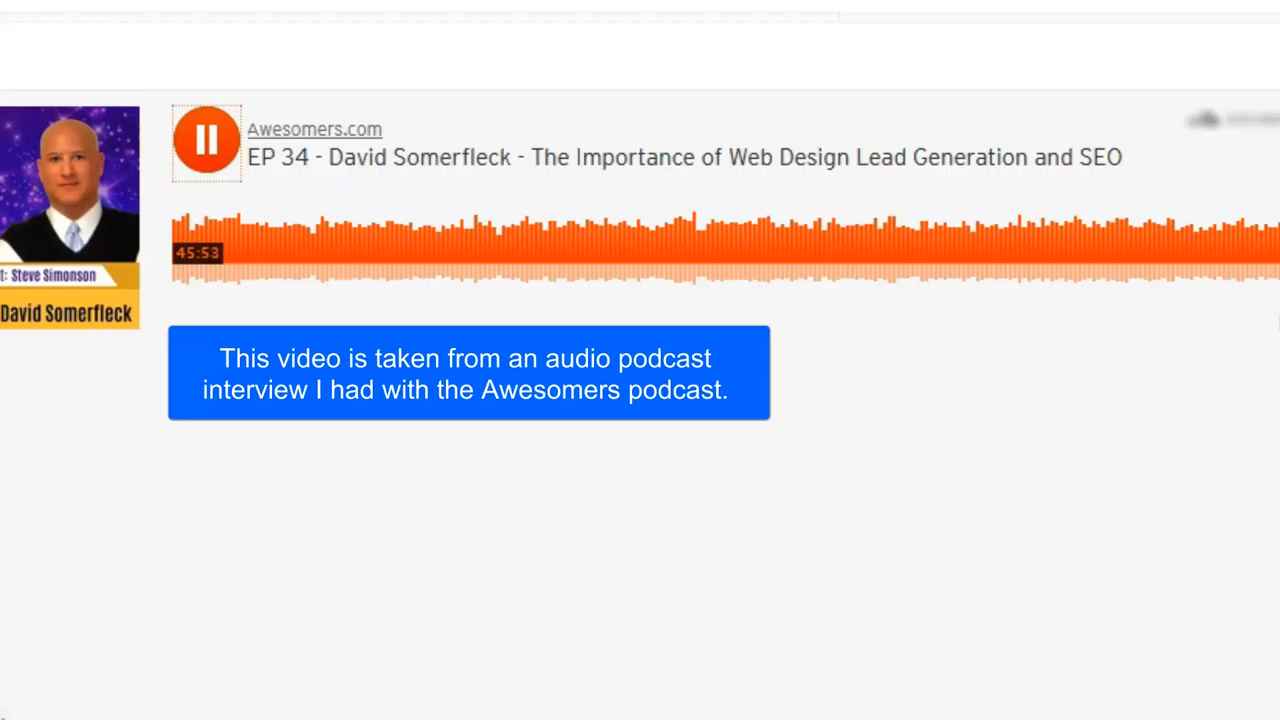 Awesomers.com
EP 34 - David Somerfleck - The Importance of Web Design Lead Generation and SEO
45:53
t: Steve Simonson
David Somerfleck
This video is taken from an audio podcast
interview I had with the Awesomers podcast.